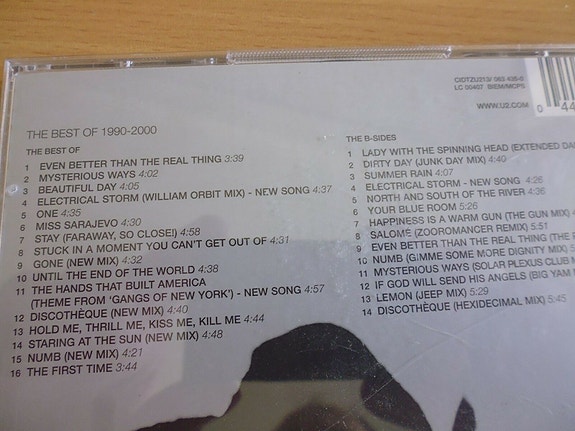 CIDTZU213/ 063 438-5
LC 00407 BIEM/MCPS
WWW.U2.COM
0 44
THE BEST OF 1990-2000
THE BEST OF
1 EVEN BETTER THAN THE REAL THING 3:39
2 MYSTERIOUS WAYS 4:02
3 BEAUTIFUL DAY 4:05
4 ELECTRICAL STORM (WILLIAM ORBIT MIX) - NEW SONG 4:37
5 ONE 4:35
6 MISS SARAJEVO 4:30
7 STAY (FARAWAY, SO CLOSE!) 4:58
8 STUCK IN A MOMENT YOU CAN'T GET OUT OF 4:31
9 GONE (NEW MIX) 4:32
10 UNTIL THE END OF THE WORLD 4:38
11 THE HANDS THAT BUILT AMERICA
(THEME FROM 'GANGS OF NEW YORK') - NEW SONG 4:57
12 DISCOTHÈQUE (NEW MIX) 4:40
13 HOLD ME, THRILL ME, KISS ME, KILL ME 4:44
14 STARING AT THE SUN (NEW MIX) 4:48
15 NUMB (NEW MIX) 4:21
16 THE FIRST TIME 3:44
THE B-SIDES
1 LADY WITH THE SPINNING HEAD (EXTENDED DA
2 DIRTY DAY (JUNK DAY MIX) 4:40
3 SUMMER RAIN 4:07
4 ELECTRICAL STORM - NEW SONG 4:26
5 NORTH AND SOUTH OF THE RIVER 4:36
6 YOUR BLUE ROOM 5:26
7 HAPPINESS IS A WARM GUN (THE GUN MIX) 4
8 SALOMÉ (ZOOROMANCER REMIX) 5:51
9 EVEN BETTER THAN THE REAL THING (THE P
10 NUMB (GIMME SOME MORE DIGNITY MIX)
11 MYSTERIOUS WAYS (SOLAR PLEXUS CLUB M
12 IF GOD WILL SEND HIS ANGELS (BIG YAM M
13 LEMON (JEEP MIX) 5:29
14 DISCOTHÈQUE (HEXIDECIMAL MIX) 5:45